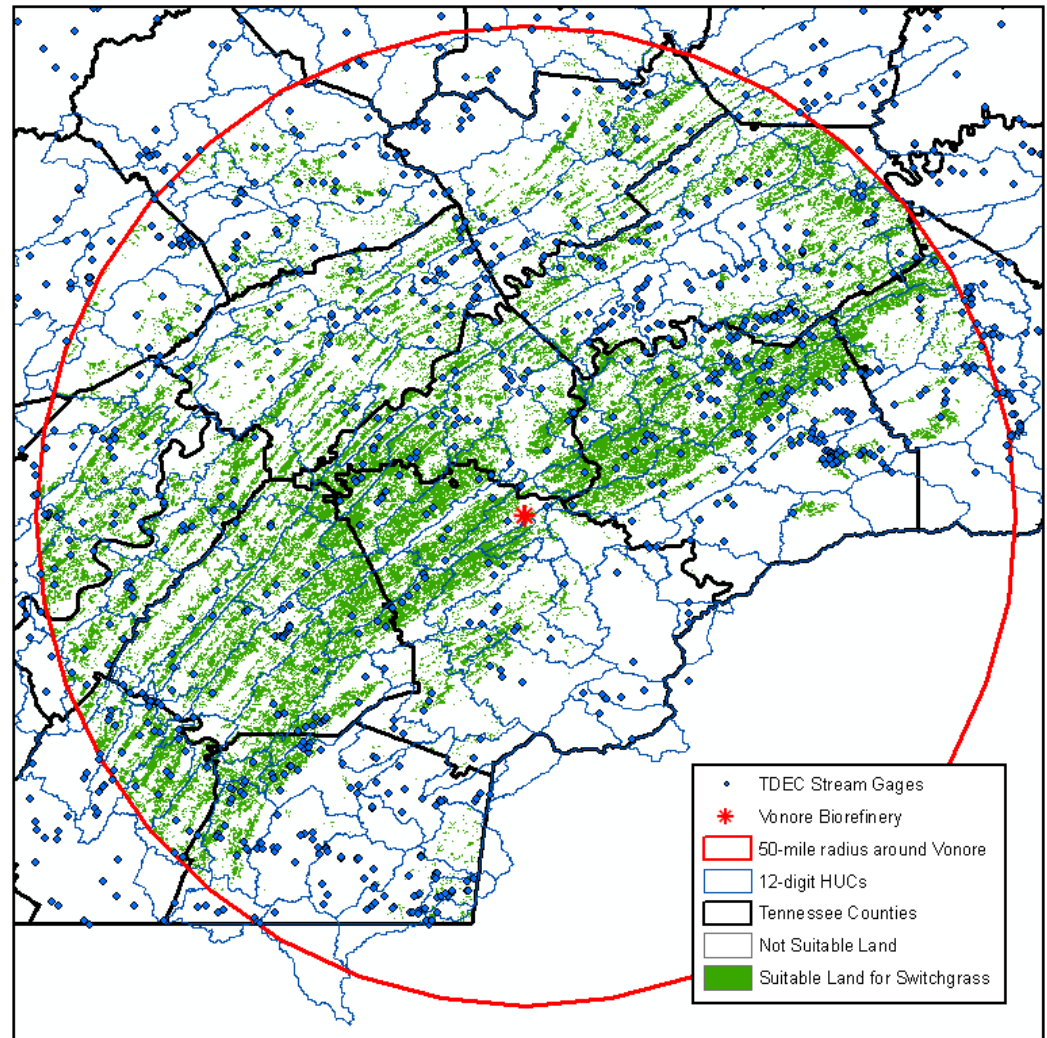 TDEC Stream Gages
Vonore Biorefinery
50-mile radius around Vonore
12-digit HUCs
Tennessee Counties
Not Suitable Land
Suitable Land for Switchgrass